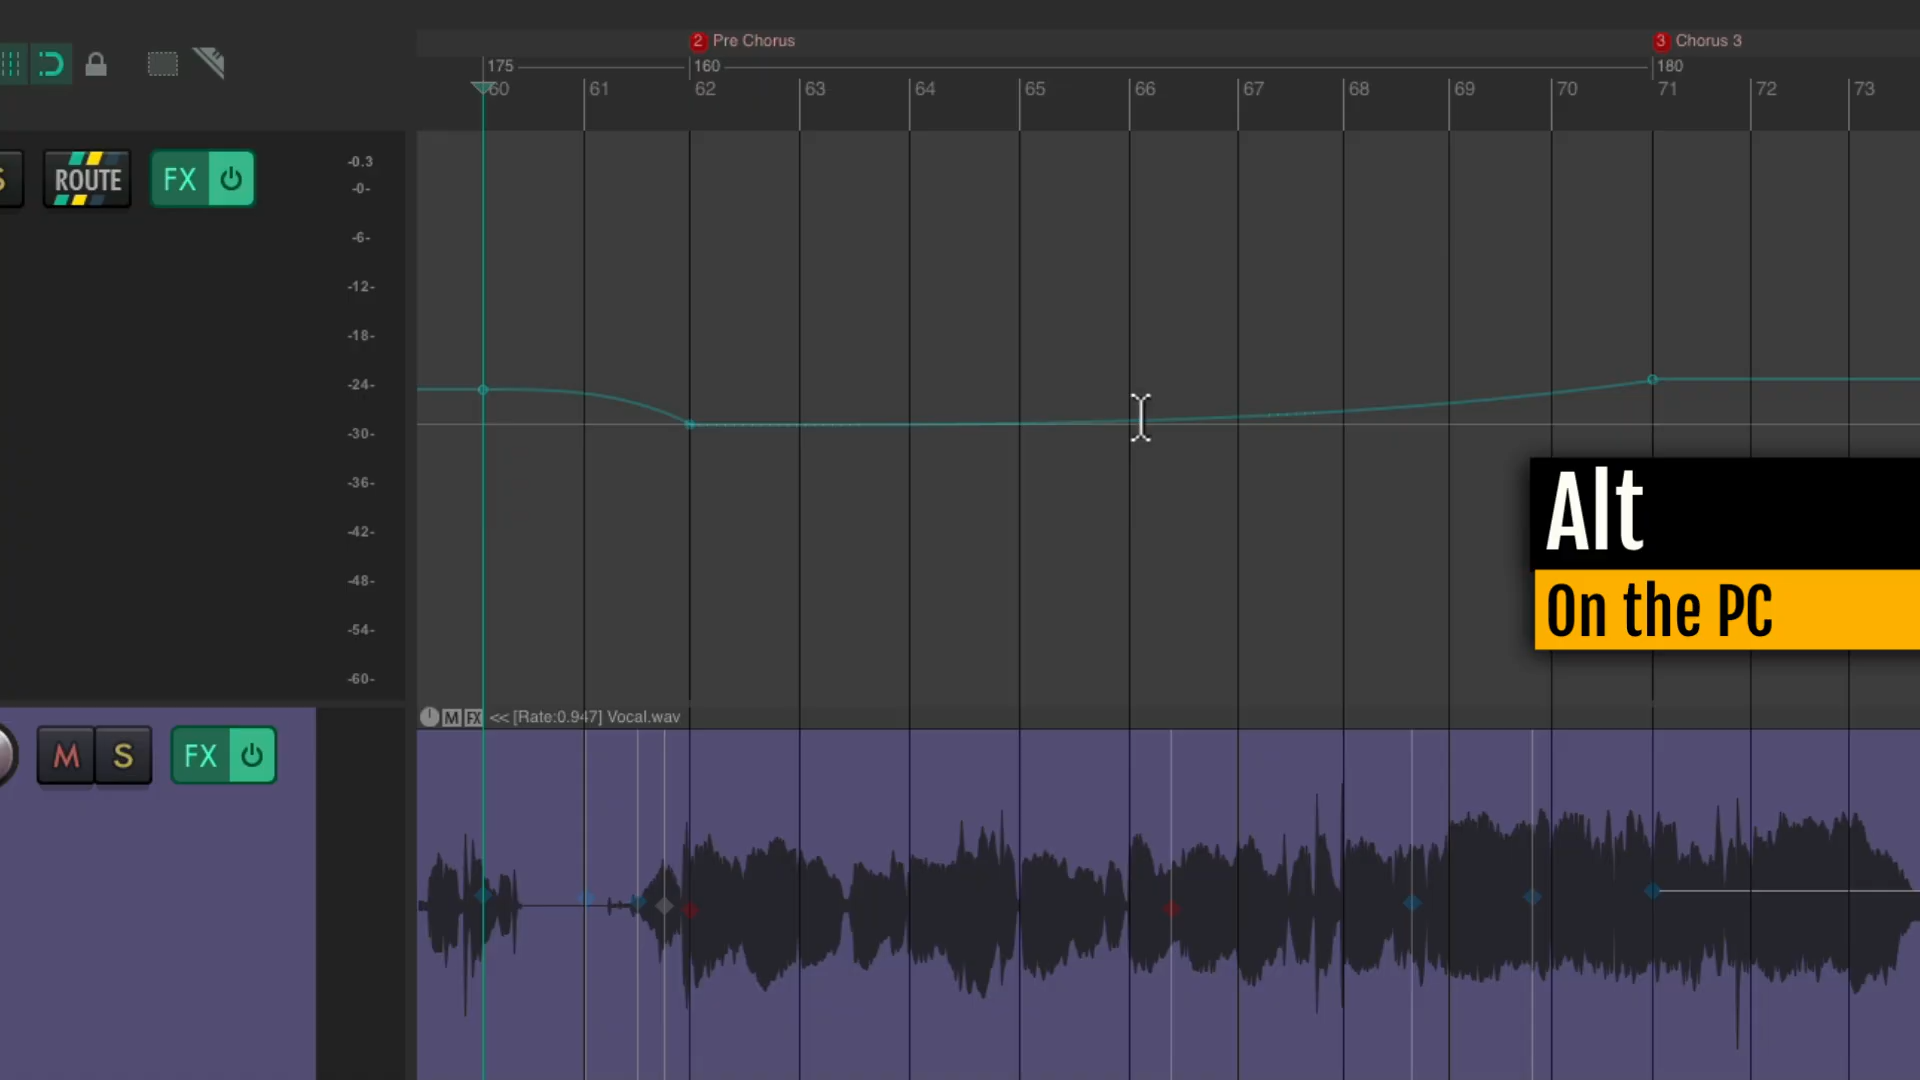 2 Pre Chorus
3 Chorus 3
175
160
180
60
61
62
63
64
65
66
67
68
69
70
71
72
73
S
ROUTE
FX
-0.3
-0-
-6-
-12-
-18-
-24-
-30-
-36-
-42-
-48-
-54-
-60-
Alt
On the PC
M FX << [Rate:0.947] Vocal.wav
M
S
FX